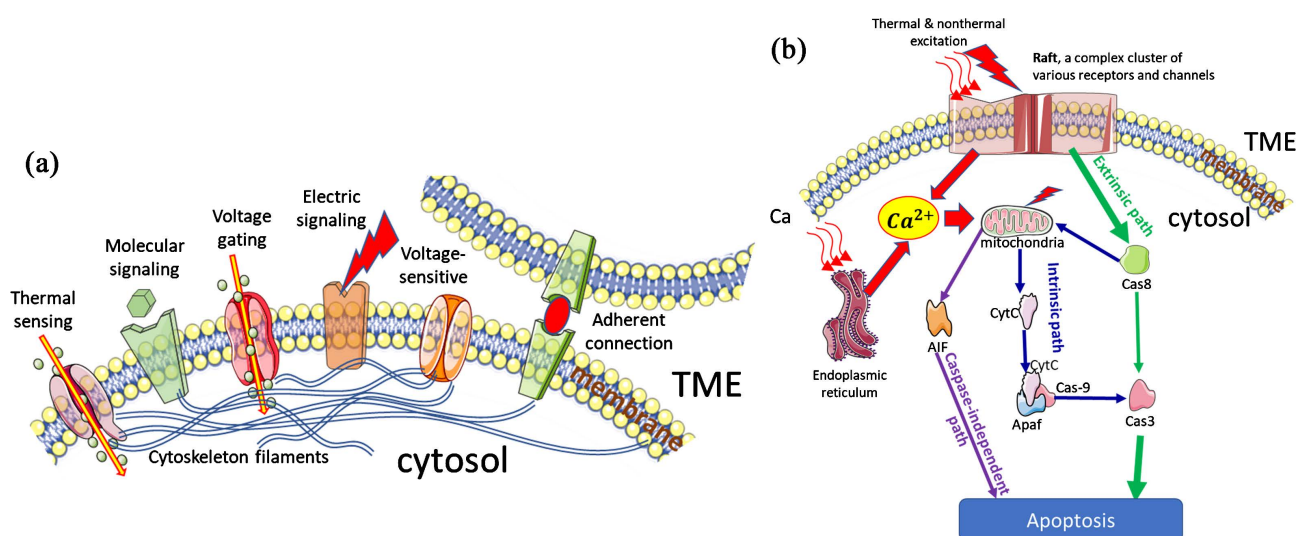 (a)
Thermal
sensing
Molecular
signaling
Voltage
gating
Electric
signaling
Voltage-
sensitive
Adherent
connection
TME
membrane
Cytoskeleton filaments
cytosol
(b)
Thermal & nonthermal
excitation
Raft, a complex cluster of
various receptors and channels
TME
membrane
cytosol
Extrinsic path
Ca
Ca²⁺
mitochondria
Cas8
Endoplasmic
reticulum
AIF
CytC
Intrinsic
path
CytC
Cas-9
Apaf
Cas3
Caspase-independent
path
Apoptosis